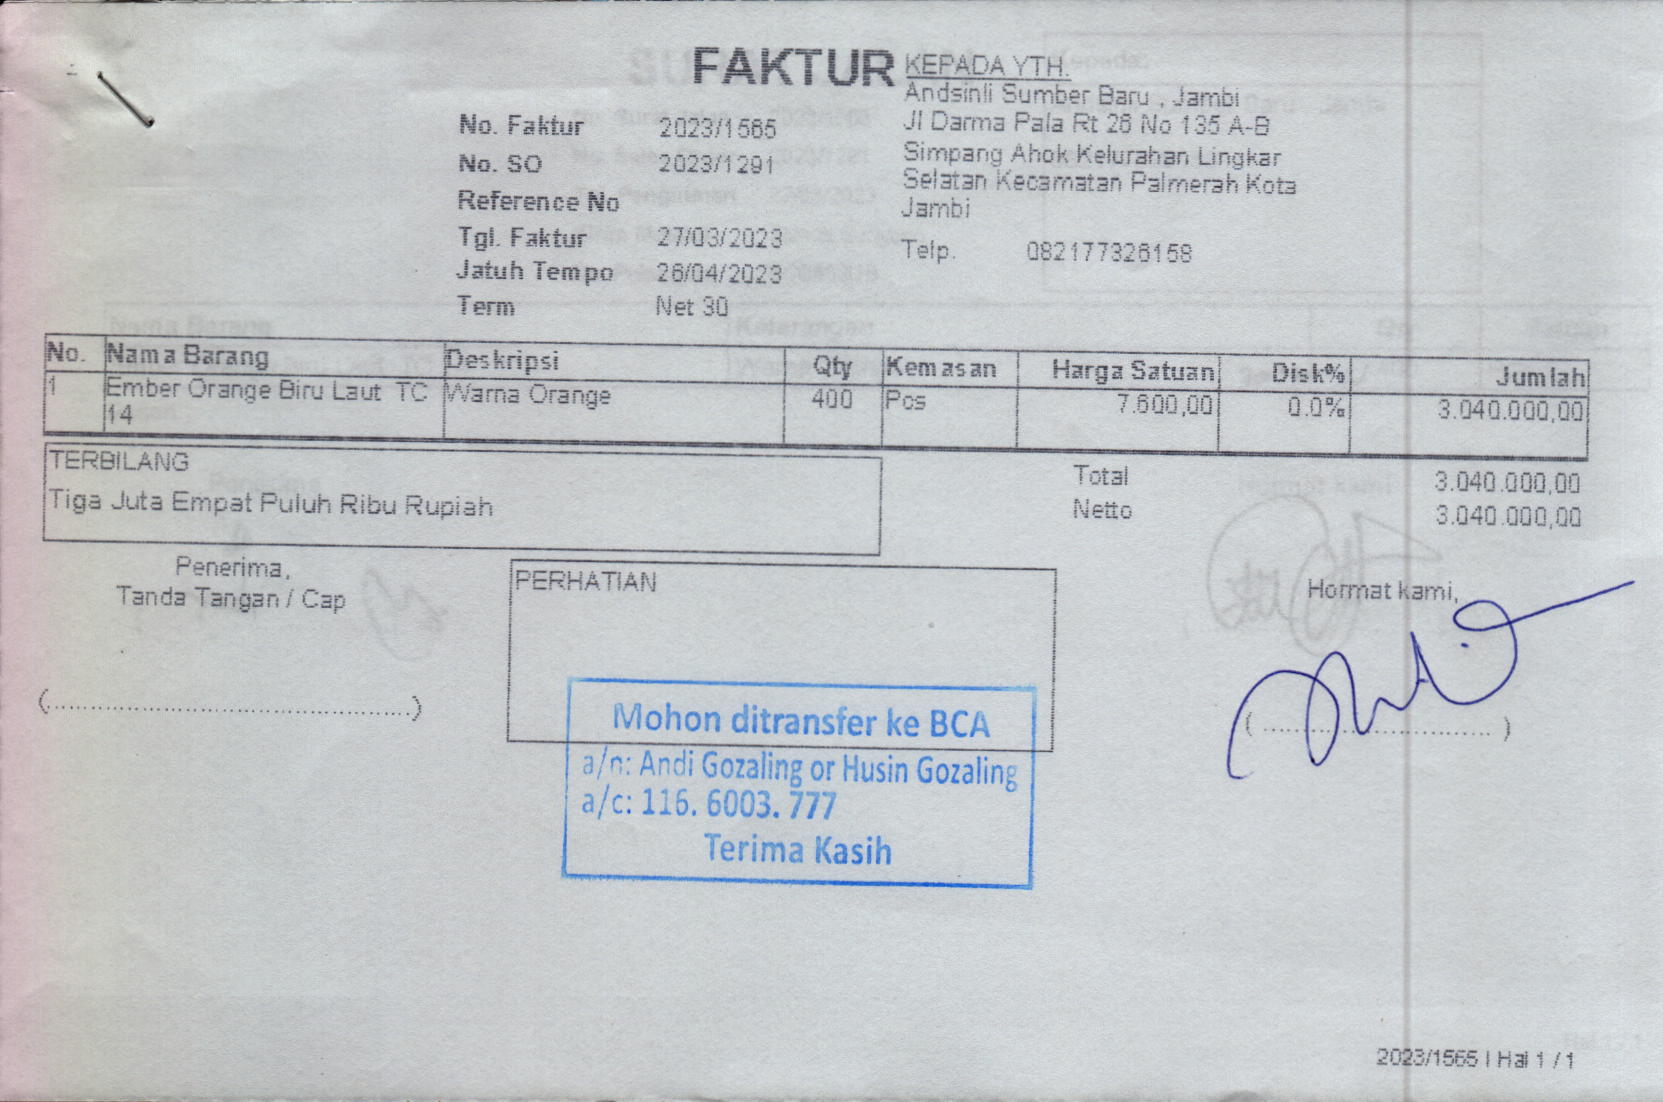 FAKTUR
No. Faktur 2023/1565
No. SO 2023/1291
Reference No
Tgl. Faktur 27/03/2023
Jatuh Tempo 26/04/2023
Term Net 30
KEPADA YTH.
Andsinli Sumber Baru , Jambi
Jl Darma Pala Rt 26 No 135 A-B
Simpang Ahok Kelurahan Lingkar
Selatan Kecamatan Palmerah Kota
Jambi
Telp. 082177326158
No. Nama Barang Deskripsi Qty Kemasan Harga Satuan Disk% Jumlah
1 Ember Orange Biru Laut TC Warna Orange 400 Pcs 7.600,00 0.0% 3.040.000,00
14
TERBILANG
Tiga Juta Empat Puluh Ribu Rupiah
Total 3.040.000,00
Netto 3.040.000,00
Penerima,
Tanda Tangan / Cap
(..........................................)
PERHATIAN
Hormat kami,
(..............................)
Mohon ditransfer ke BCA
a/n: Andi Gozaling or Husin Gozaling
a/c: 116. 6003. 777
Terima Kasih
2023/1565 | Hal 1 / 1